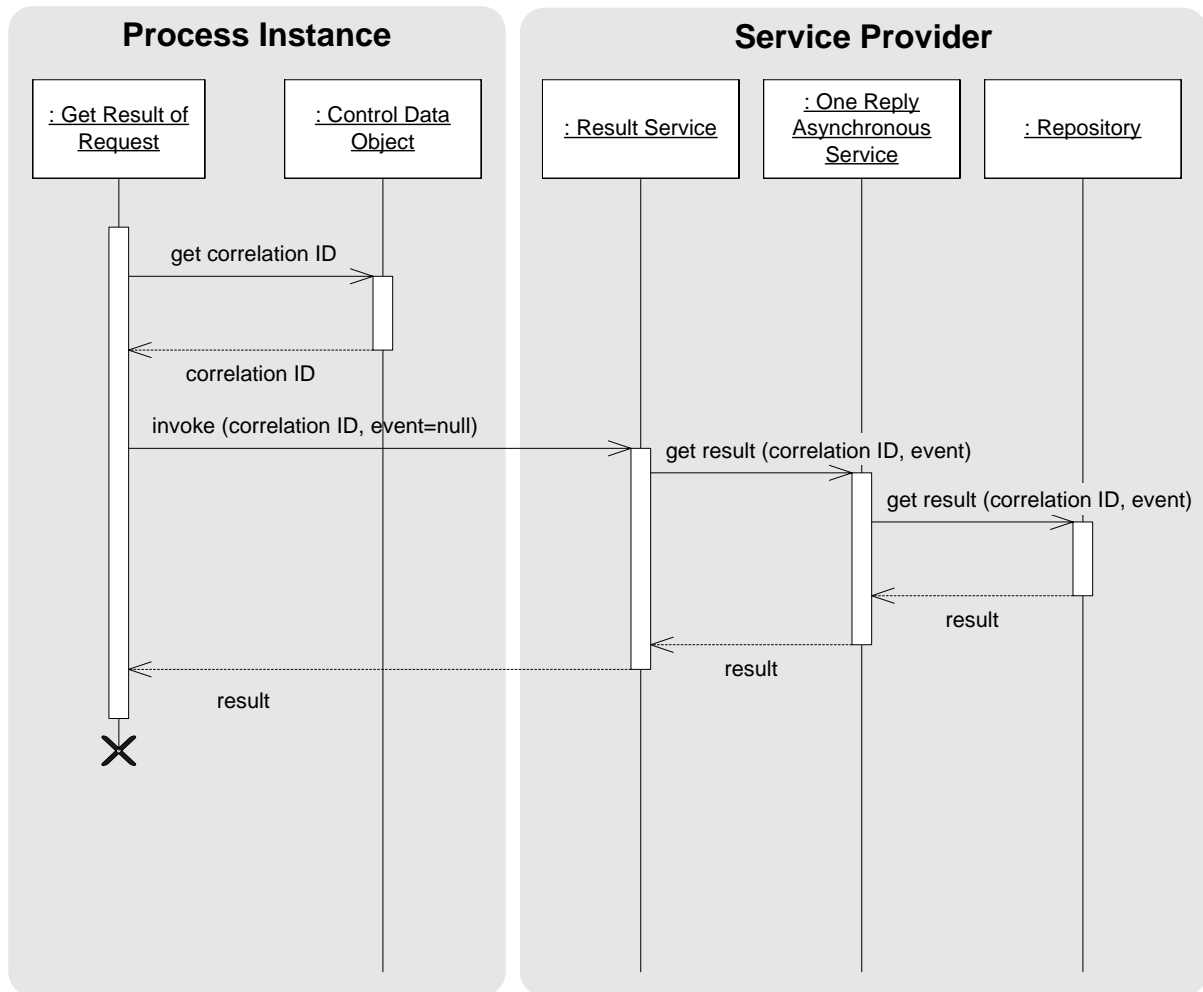 Process Instance
Service Provider
: Get Result of
Request
: Control Data
Object
: Result Service
: One Reply
Asynchronous
Service
: Repository
get correlation ID
correlation ID
invoke (correlation ID, event=null)
get result (correlation ID, event)
get result (correlation ID, event)
result
result
result